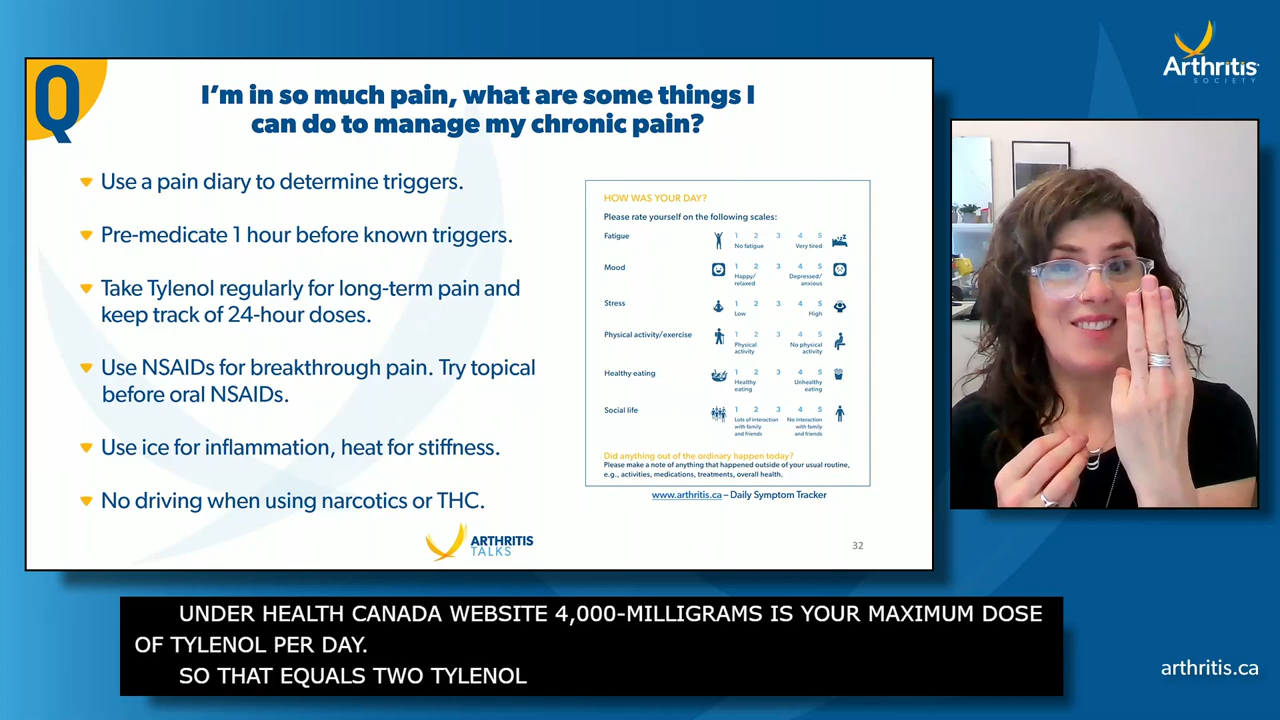 Arthritis
SOCIETY
Q
I'm in so much pain, what are some things I
can do to manage my chronic pain?
Use a pain diary to determine triggers.
Pre-medicate 1 hour before known triggers.
Take Tylenol regularly for long-term pain and
keep track of 24-hour doses.
Use NSAIDs for breakthrough pain. Try topical
before oral NSAIDs.
Use ice for inflammation, heat for stiffness.
No driving when using narcotics or THC.
HOW WAS YOUR DAY?
Please rate yourself on the following scales:
Fatigue 1 2 3 4 5
No fatigue Very tired
Mood 1 2 3 4 5
Happy/ Depressed/
relaxed anxious
Stress 1 2 3 4 5
Low High
Physical activity/exercise 1 2 3 4 5
Physical No physical
activity activity
Healthy eating 1 2 3 4 5
Healthy Unhealthy
eating eating
Social life 1 2 3 4 5
Lots of interaction No interaction
with family with family
and friends and friends
Did anything out of the ordinary happen today?
Please make a note of anything that happened outside of your usual routine,
e.g., activities, medications, treatments, overall health.
www.arthritis.ca – Daily Symptom Tracker
ARTHRITIS
TALKS
32
UNDER HEALTH CANADA WEBSITE 4,000-MILLIGRAMS IS YOUR MAXIMUM DOSE
OF TYLENOL PER DAY.
SO THAT EQUALS TWO TYLENOL
arthritis.ca